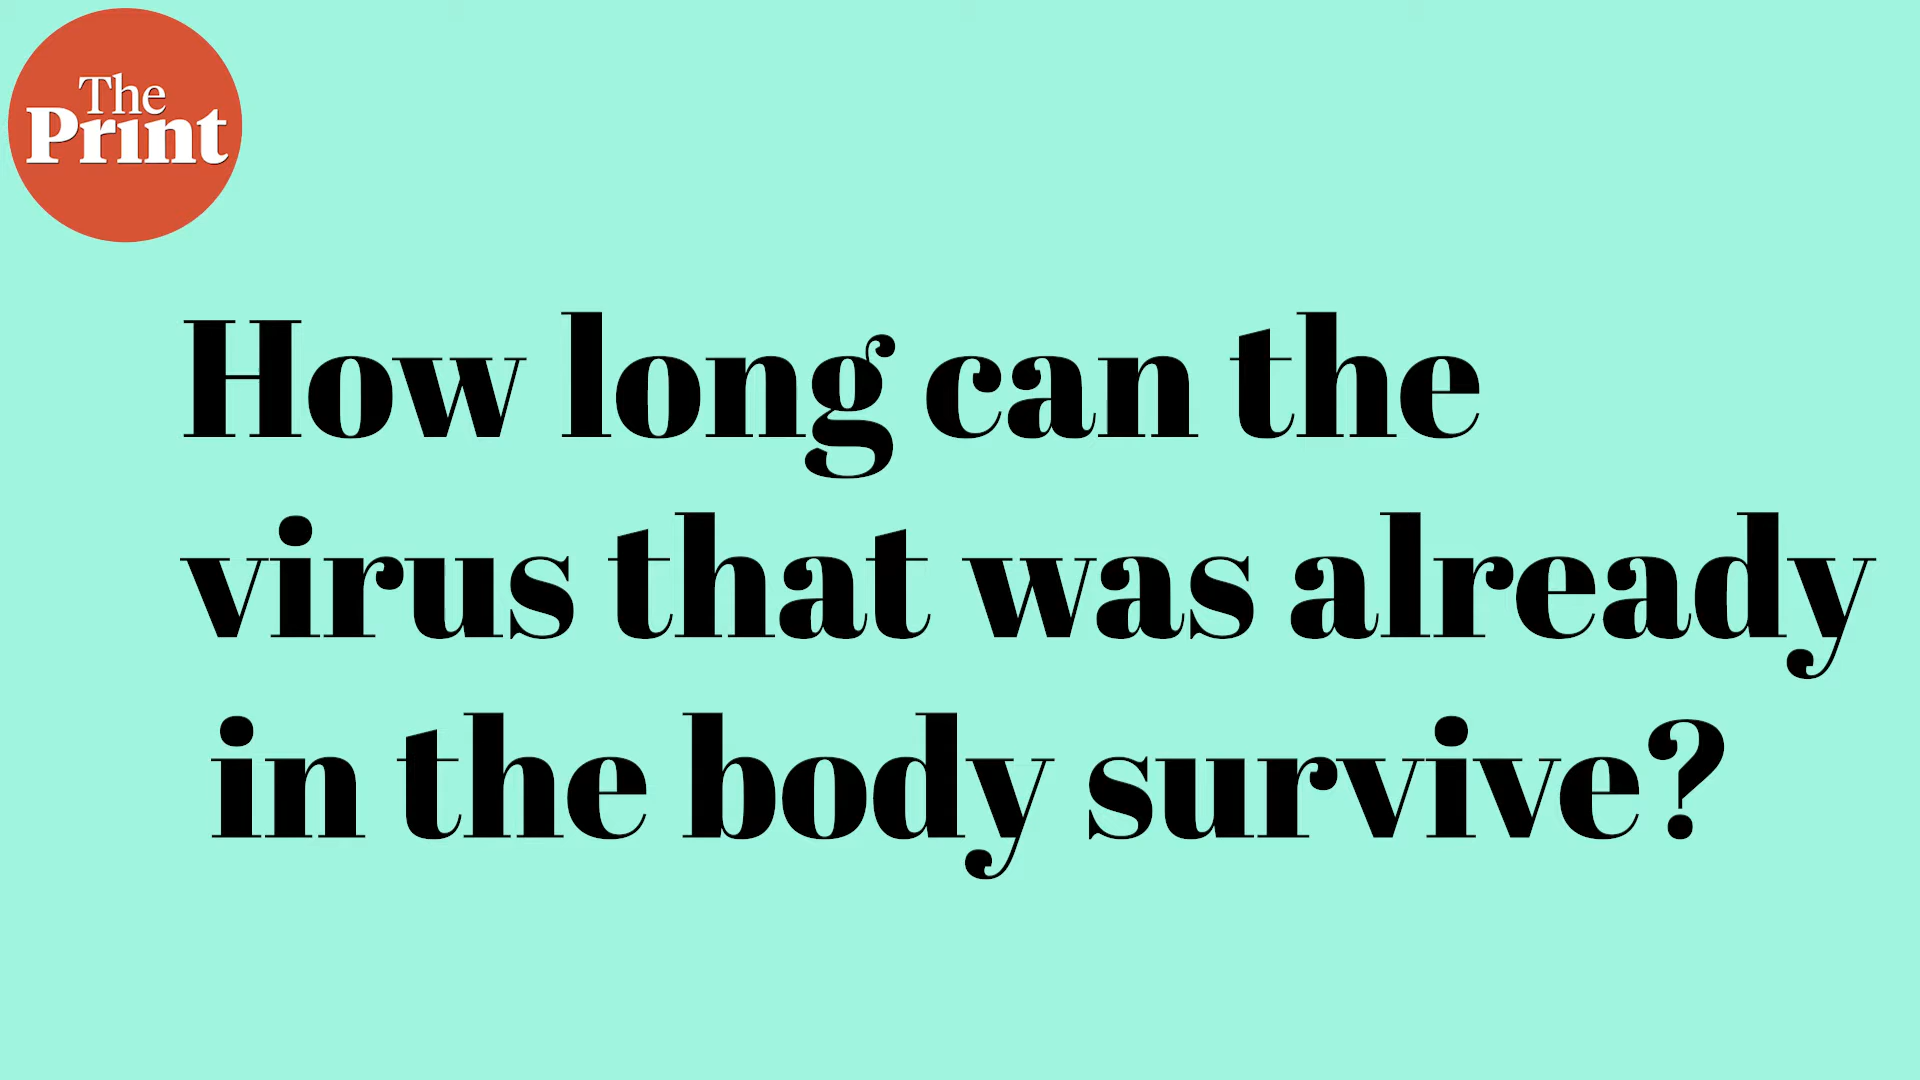 The
Print
How long can the
virus that was already
in the body survive?